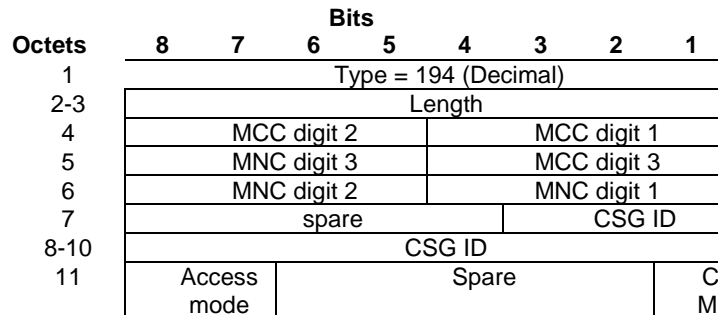 Bits
Octets 8 7 6 5 4 3 2 1
1 Type = 194 (Decimal)
2-3 Length
4 MCC digit 2 MCC digit 1
5 MNC digit 3 MCC digit 3
6 MNC digit 2 MNC digit 1
7 spare CSG ID
8-10 CSG ID
11 Access Spare C
mode M